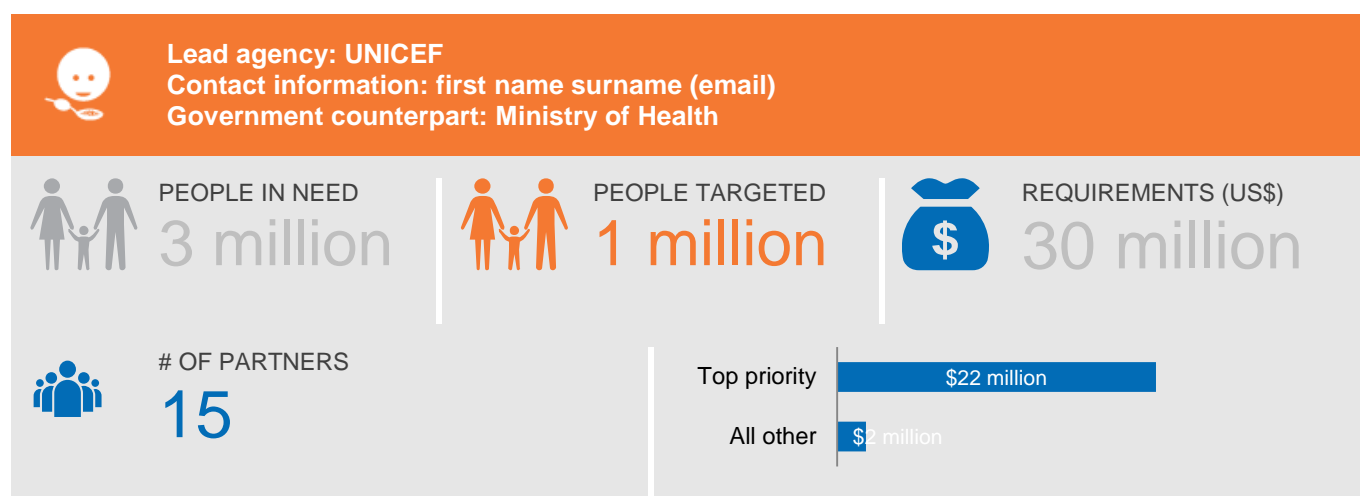 Lead agency: UNICEF
Contact information: first name surname (email)
Government counterpart: Ministry of Health
PEOPLE IN NEED
3 million
PEOPLE TARGETED
1 million
REQUIREMENTS (US$)
$
30 million
# OF PARTNERS
15
Top priority
$22 million
All other
$2 million